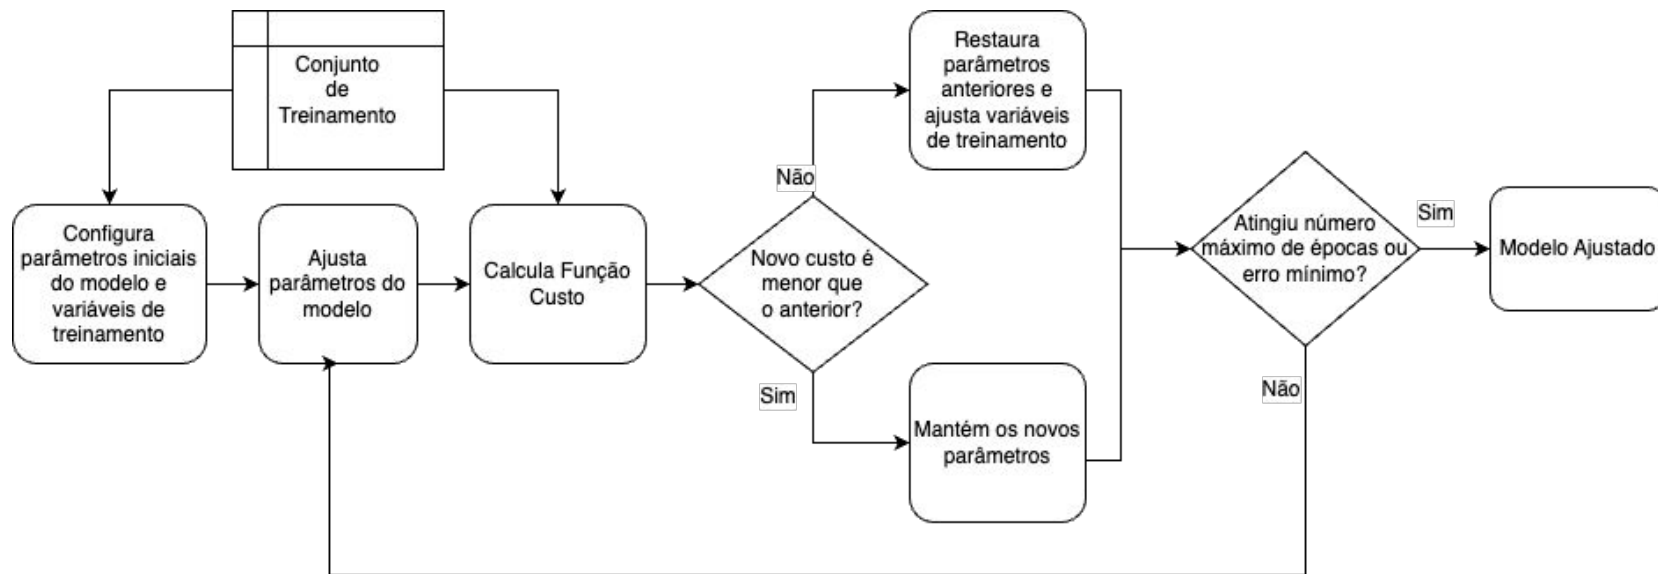 Conjunto
de
Treinamento
Configura
parâmetros iniciais
do modelo e
variáveis de
treinamento
Ajusta
parâmetros do
modelo
Calcula Função
Custo
Novo custo é
menor que
o anterior?
Não
Restaura
parâmetros
anteriores e
ajusta variáveis
de treinamento
Sim
Mantém os novos
parâmetros
Atingiu número
máximo de épocas ou
erro mínimo?
Sim
Modelo Ajustado
Não